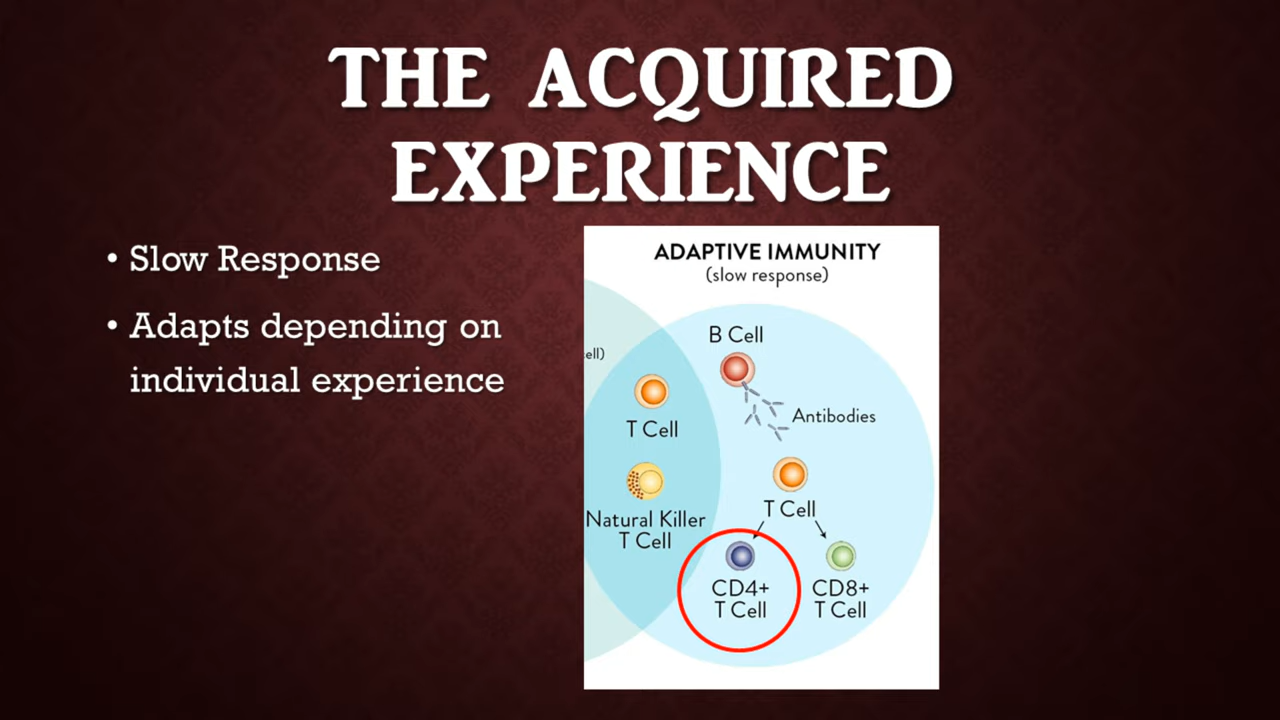 THE ACQUIRED
EXPERIENCE
• Slow Response
• Adapts depending on
individual experience
ADAPTIVE IMMUNITY
(slow response)
B Cell
ell)
Antibodies
T Cell
T Cell
Natural Killer
T Cell
CD4+
T Cell
CD8+
T Cell